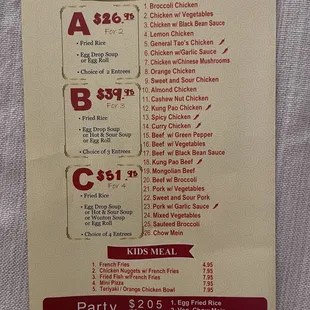 A $26.95
For 2
• Fried Rice
• Egg Drop Soup
or Egg Roll
• Choice of 2 Entrees
B $39.95
For 3
• Fried Rice
• Egg Drop Soup
or Hot & Sour Soup
or Egg Roll
• Choice of 3 Entrees
C $51.95
For 4
• Fried Rice
• Egg Drop Soup
or Hot & Sour Soup
or Wonton Soup
or Egg Roll
• Choice of 4 Entrees
1. Broccoli Chicken
2. Chicken w/ Vegetables
3. Chicken w/ Black Bean Sauce
4. Lemon Chicken
5. General Tao's Chicken
6. Chicken w/Garlic Sauce
7. Chicken w/Chinese Mushrooms
8. Orange Chicken
9. Sweet and Sour Chicken
10. Almond Chicken
11. Cashew Nut Chicken
12. Kung Pao Chicken
13. Spicy Chicken
14. Curry Chicken
15. Beef w/ Green Pepper
16. Beef w/ Vegetable
17. Beef w/ Black Bean Sauce
18. Kung Pao Beef
19. Mongolian Beef
20. Beef w/ Broccoli
21. Pork w/ Vegetables
22. Sweet and Sour Pork
23. Pork w/ Garlic Sauce
24. Mixed Vegetables
25. Sauteed Broccoli
26. Chow Mein
KIDS MEAL
1. French Fries 4.95
2. Chicken Nuggets w/ French Fries 7.95
3. Fried Fish w/French Fries 7.95
4. Mini Pizza 7.95
5. Teriyaki / Orange Chicken Bowl 7.95
Party $205 1. Egg Fried Rice